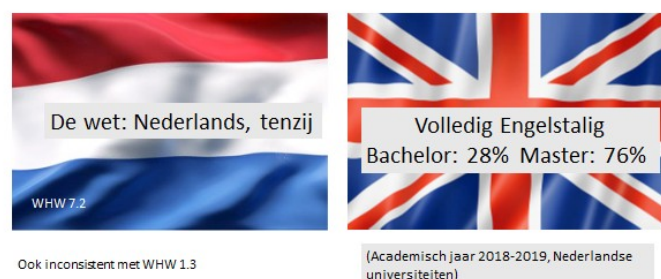 De wet: Nederlands, tenzij
WHW 7.2
Ook inconsistent met WHW 1.3
Volledig Engelstalig
Bachelor: 28% Master: 76%
(Academisch jaar 2018-2019, Nederlandse
universiteiten)